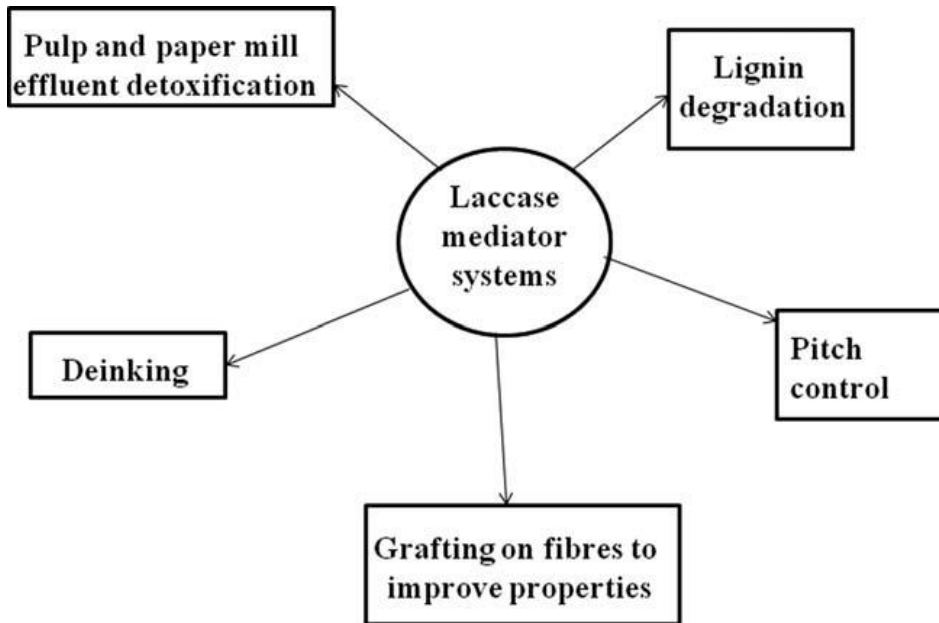 Pulp and paper mill
effluent detoxification
Lignin
degradation
Laccase
mediator
systems
Deinking
Pitch
control
Grafting on fibres to
improve properties